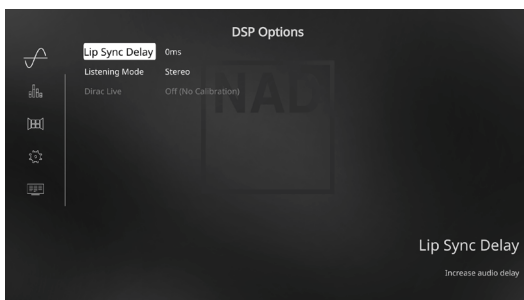 DSP Options
Lip Sync Delay 0ms
Listening Mode Stereo
Dirac Live Off (No Calibration)
NAD
Lip Sync Delay
Increase audio delay